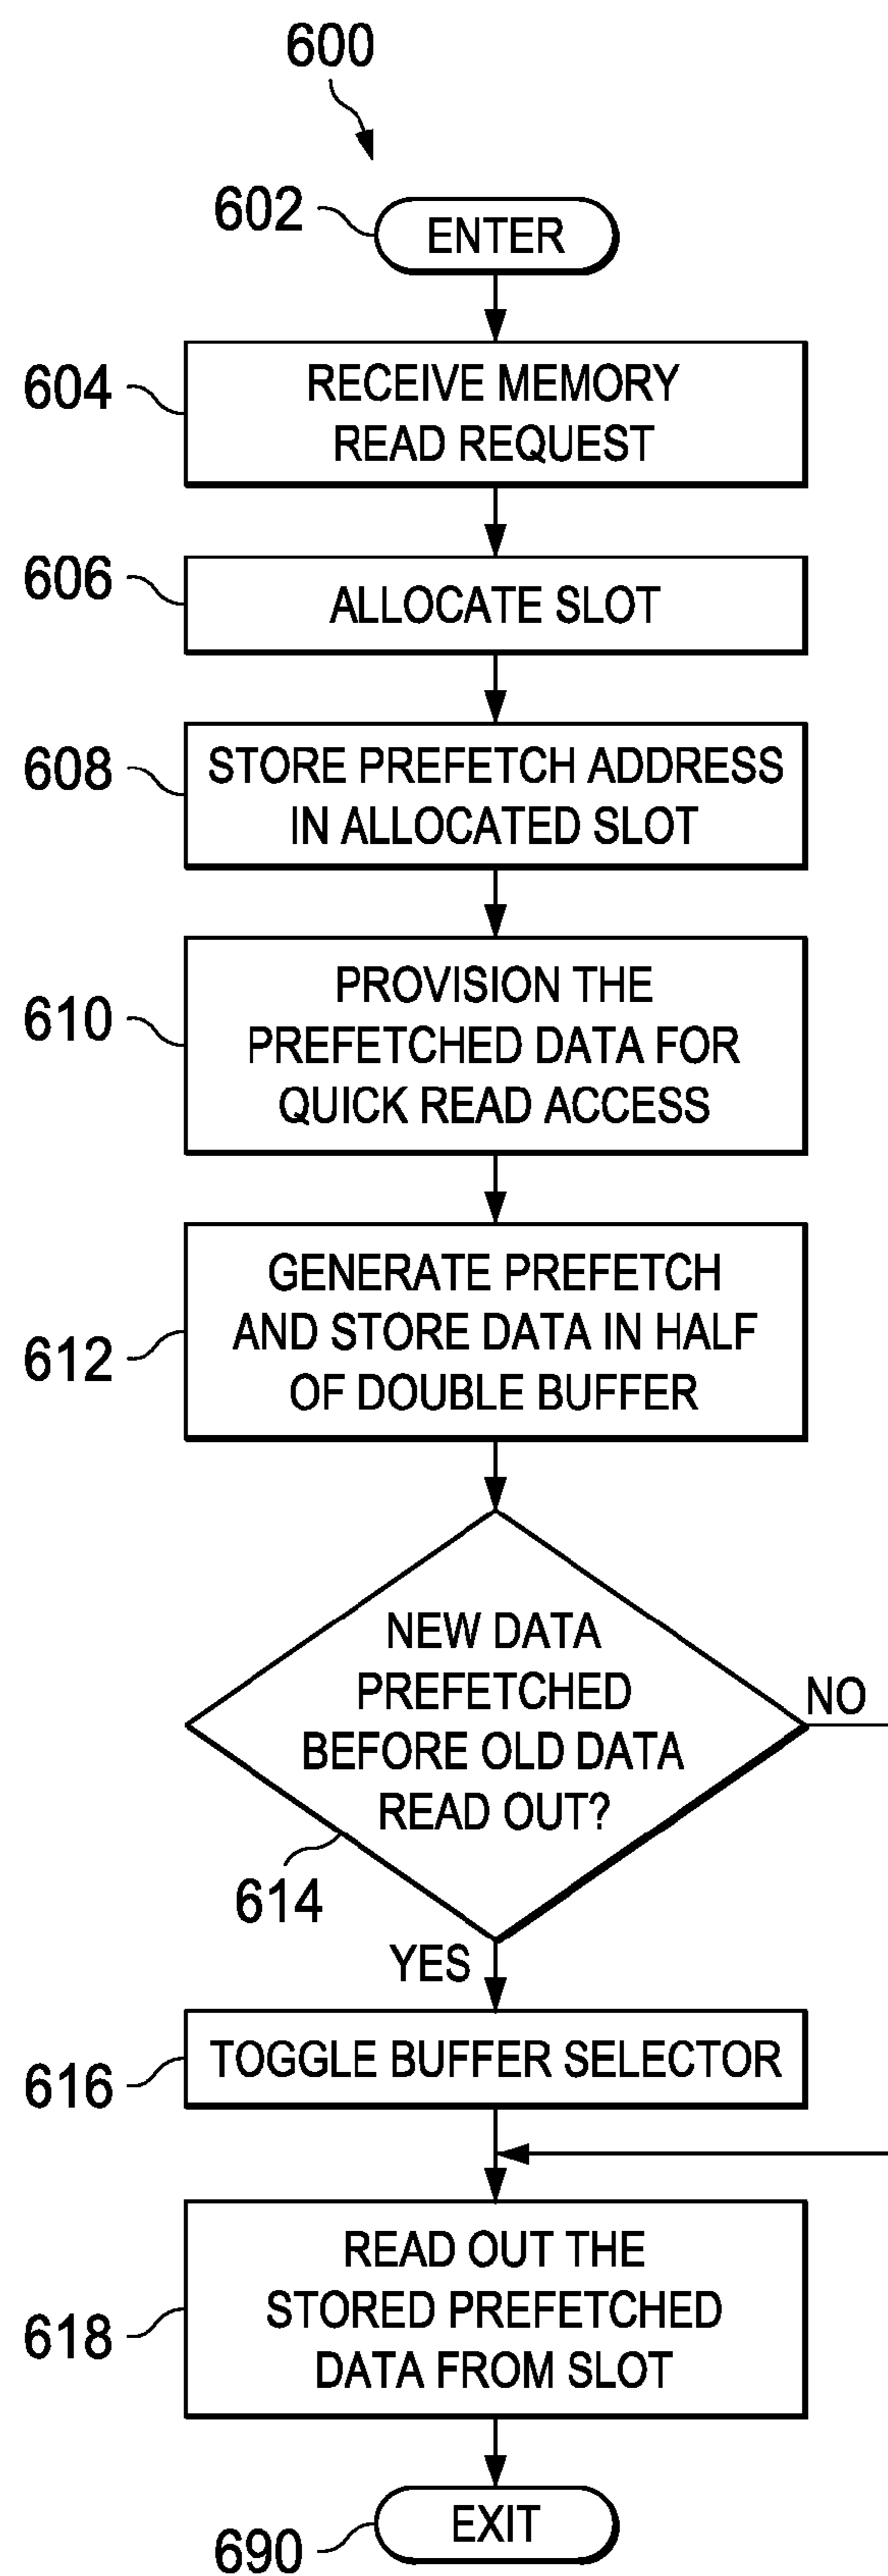 600
602
ENTER
604
RECEIVE MEMORY
READ REQUEST
606
ALLOCATE SLOT
608
STORE PREFETCH ADDRESS
IN ALLOCATED SLOT
610
PROVISION THE
PREFETCHED DATA FOR
QUICK READ ACCESS
612
GENERATE PREFETCH
AND STORE DATA IN HALF
OF DOUBLE BUFFER
NEW DATA
PREFETCHED
BEFORE OLD DATA
READ OUT?
NO
614
YES
616
TOGGLE BUFFER SELECTOR
618
READ OUT THE
STORED PREFETCHED
DATA FROM SLOT
690
EXIT